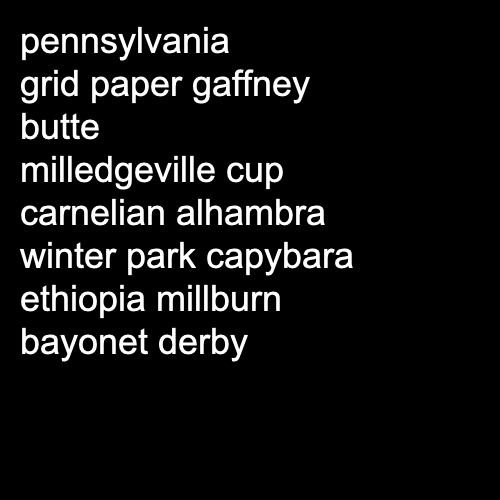 pennsylvania
grid paper gaffney
butte
milledgeville cup
carnelian alhambra
winter park capybara
ethiopia millburn
bayonet derby